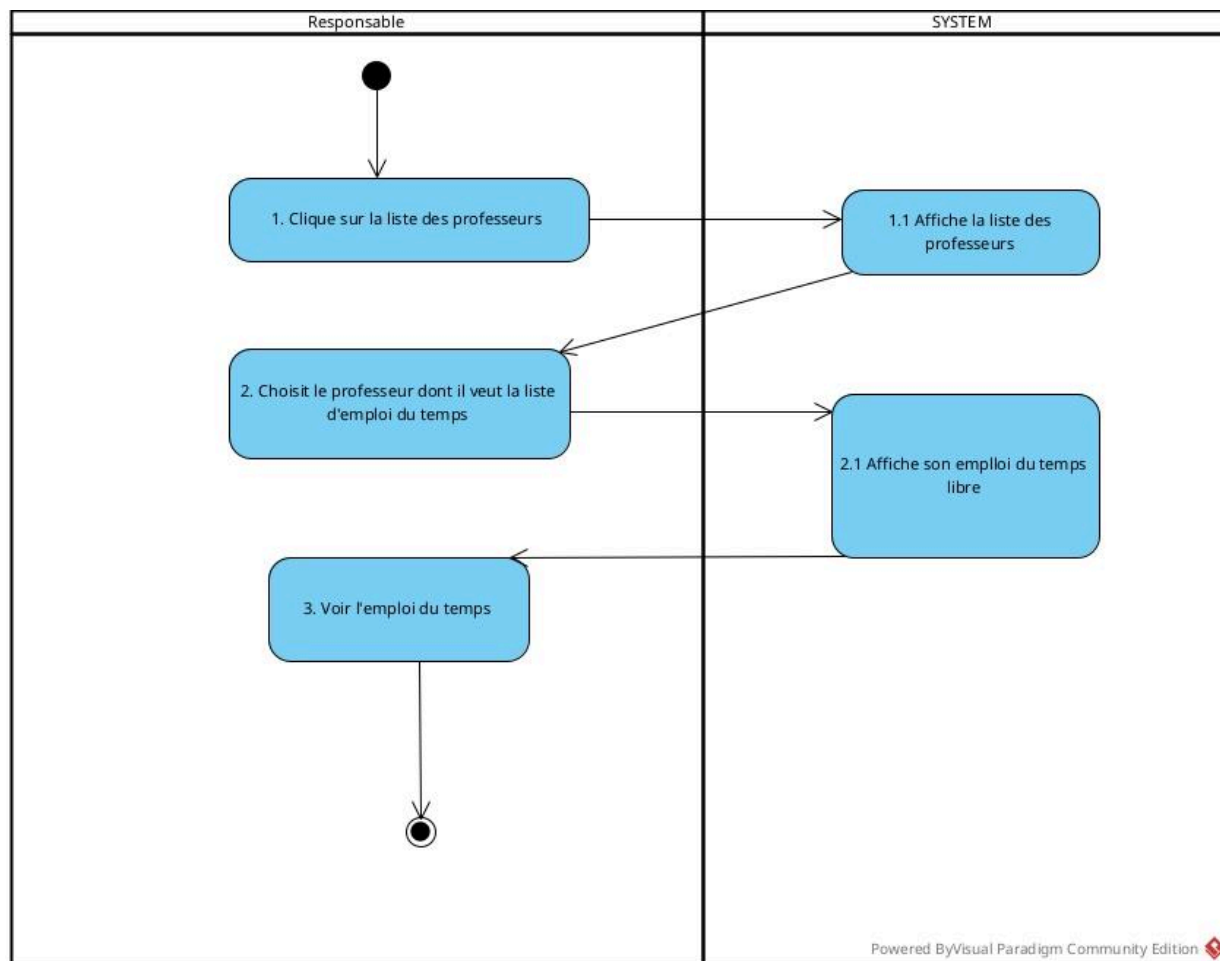 Responsable
SYSTEM
1. Clique sur la liste des professeurs
1.1 Affiche la liste des
professeurs
2. Choisit le professeur dont il veut la liste
d'emploi du temps
2.1 Affiche son emplloi du temps
libre
3. Voir l'emploi du temps
Powered ByVisual Paradigm Community Edition